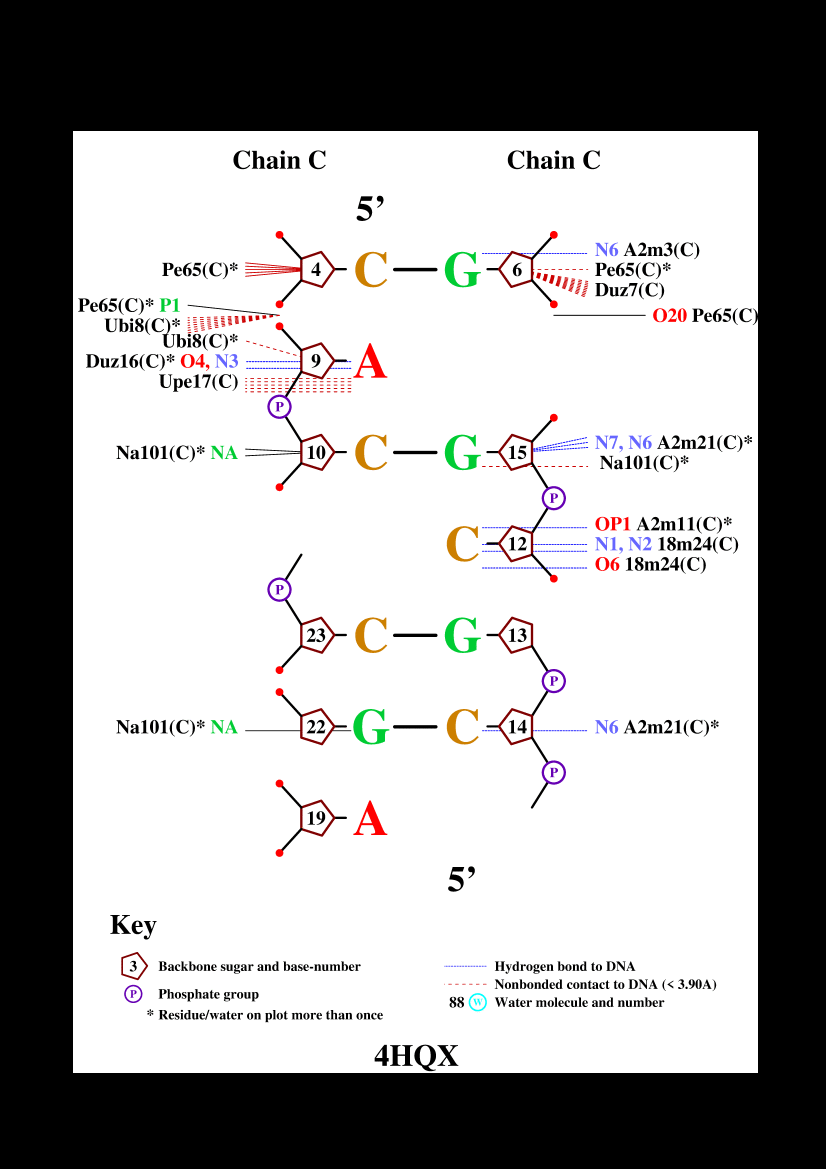 Chain C Chain C
5’
N6 A2m3(C)
Pe65(C)* 4 C G 6 Pe65(C)*
Duz7(C)
Pe65(C)* P1
O20 Pe65(C)
Ubi8(C)*
Ubi8(C)*
Duz16(C)* O4, N3 9 A
Upe17(C)
P
N7, N6 A2m21(C)*
Na101(C)* NA 10 C G 15
Na101(C)*
P
OP1 A2m11(C)*
C 12 N1, N2 18m24(C)
O6 18m24(C)
P
23 C G 13
P
Na101(C)* NA 22 G C 14 N6 A2m21(C)*
P
19 A
5’
Key
3 Backbone sugar and base-number
Hydrogen bond to DNA
Nonbonded contact to DNA (< 3.90A)
P Phosphate group
88 W Water molecule and number
* Residue/water on plot more than once
4HQX